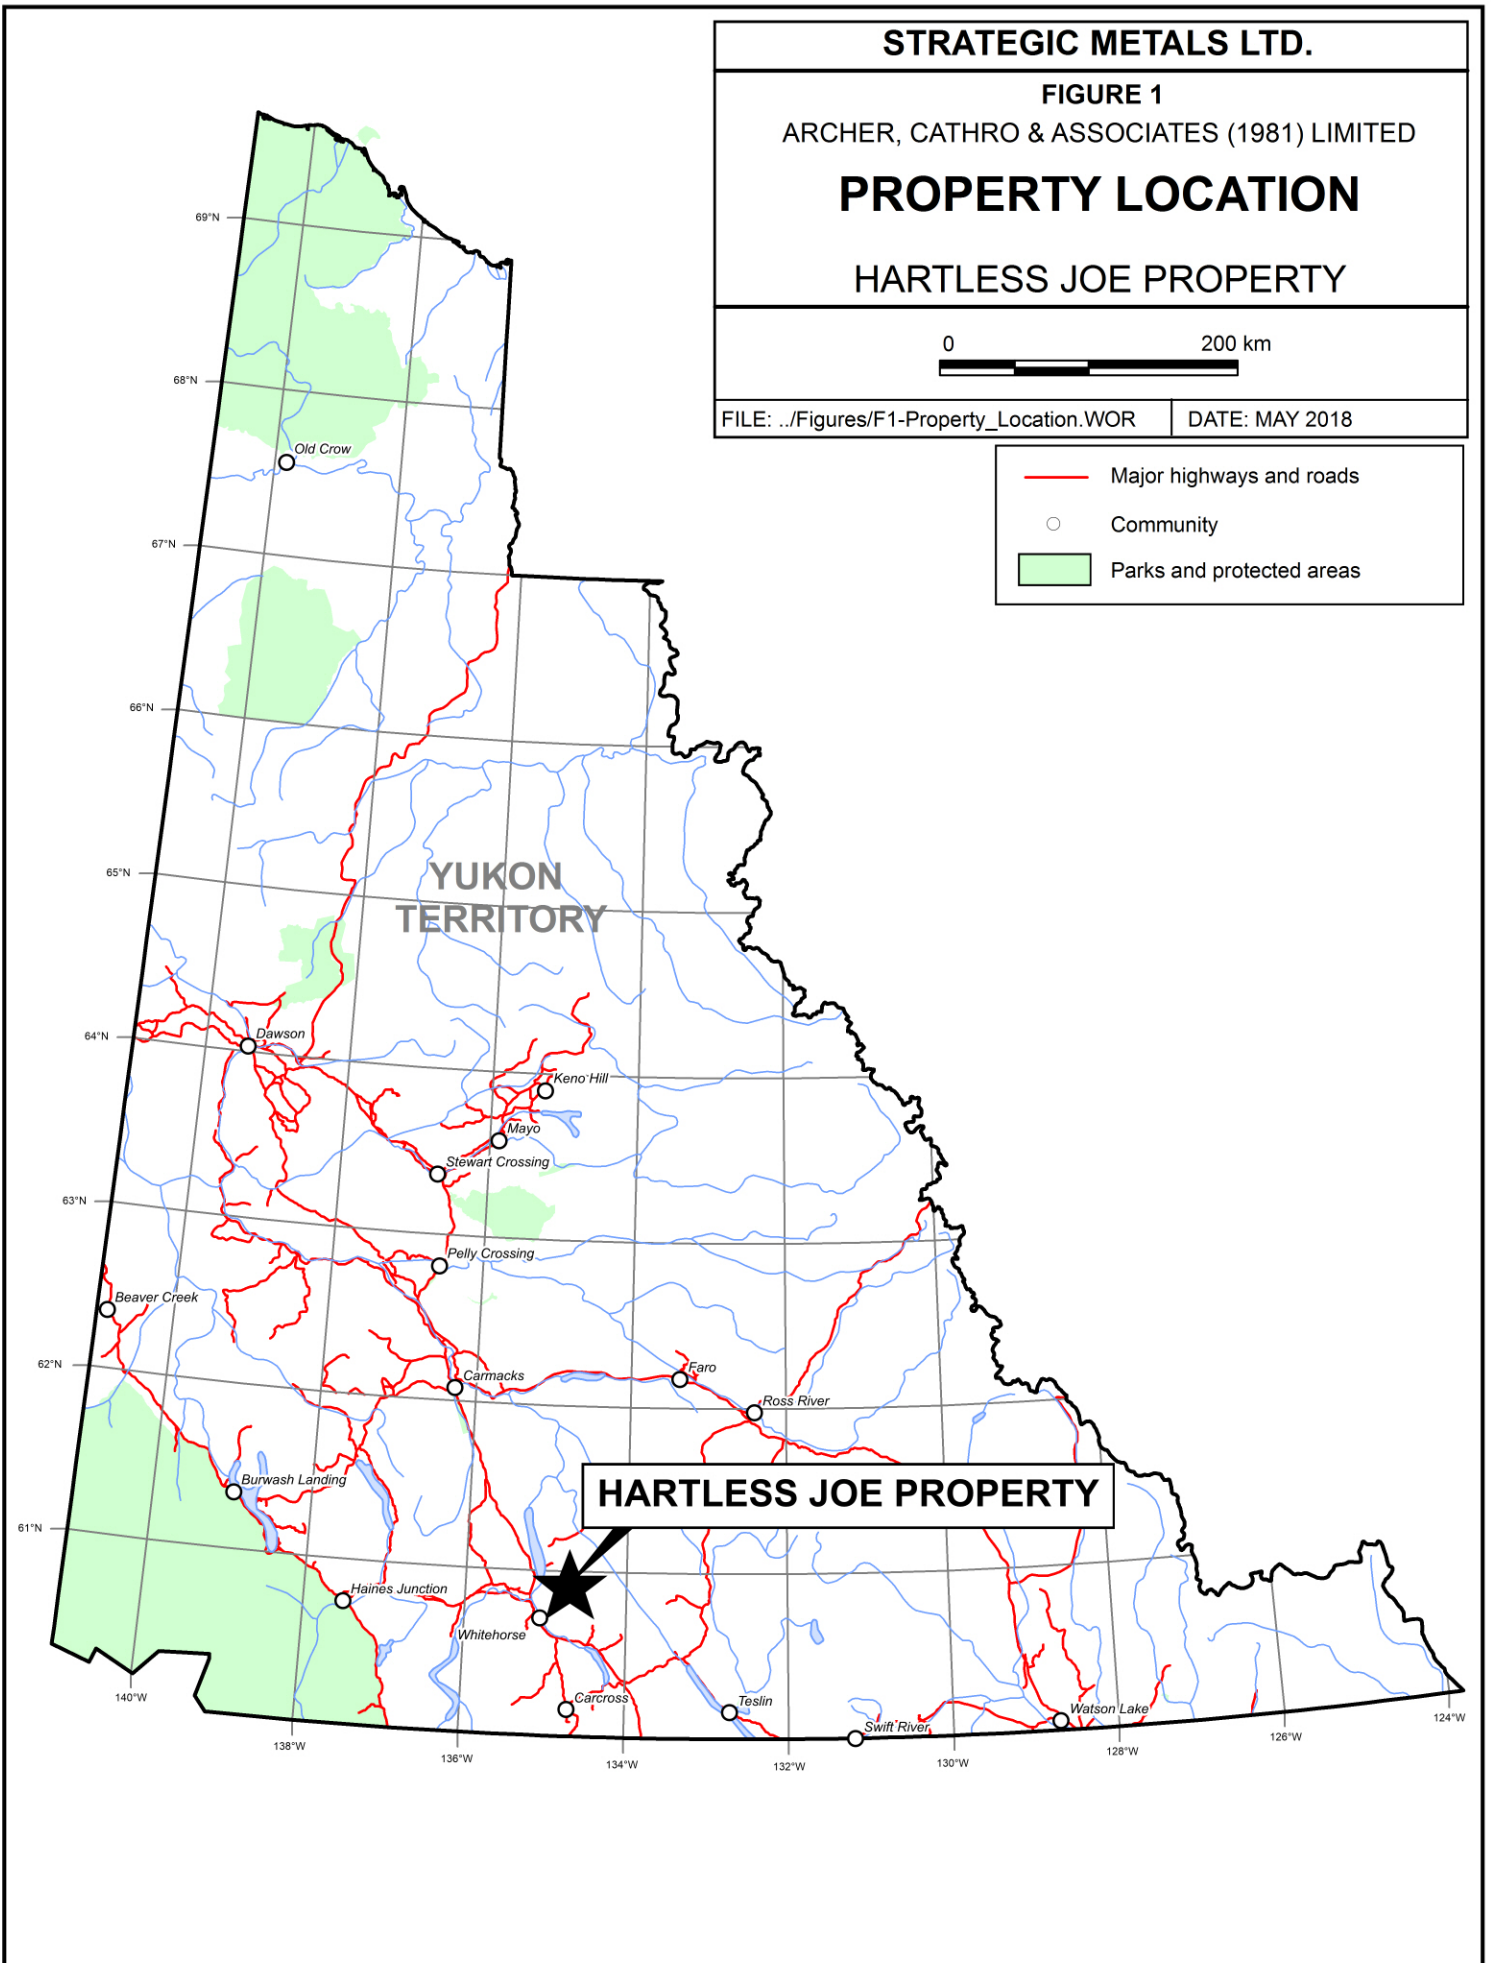 STRATEGIC METALS LTD.
FIGURE 1
ARCHER, CATHRO & ASSOCIATES (1981) LIMITED
PROPERTY LOCATION
HARTLESS JOE PROPERTY
0 200 km
FILE: ../Figures/F1-Property_Location.WOR DATE: MAY 2018
Major highways and roads
Community
Parks and protected areas
69°N
68°N
Old Crow
67°N
66°N
65°N
YUKON
TERRITORY
64°N
Dawson
Keno Hill
Mayo
Stewart Crossing
63°N
Pelly Crossing
Beaver Creek
62°N
Carmacks
Faro
Ross River
Burwash Landing
HARTLESS JOE PROPERTY
61°N
Haines Junction
Whitehorse
Carcross
Teslin
Swift River
Watson Lake
140°W
138°W
136°W
134°W
132°W
130°W
128°W
126°W
124°W